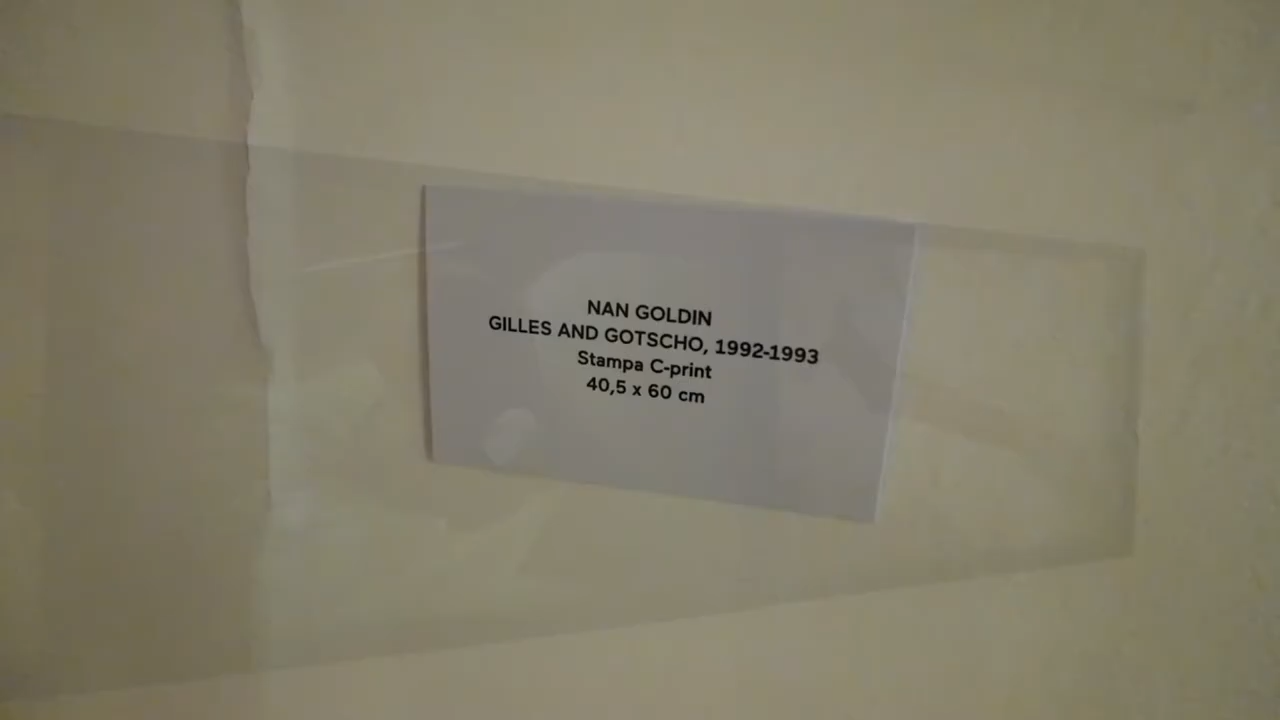 NAN GOLDIN
GILLES AND GOTSCHO, 1992-1993
Stampa C-print
40,5 x 60 cm